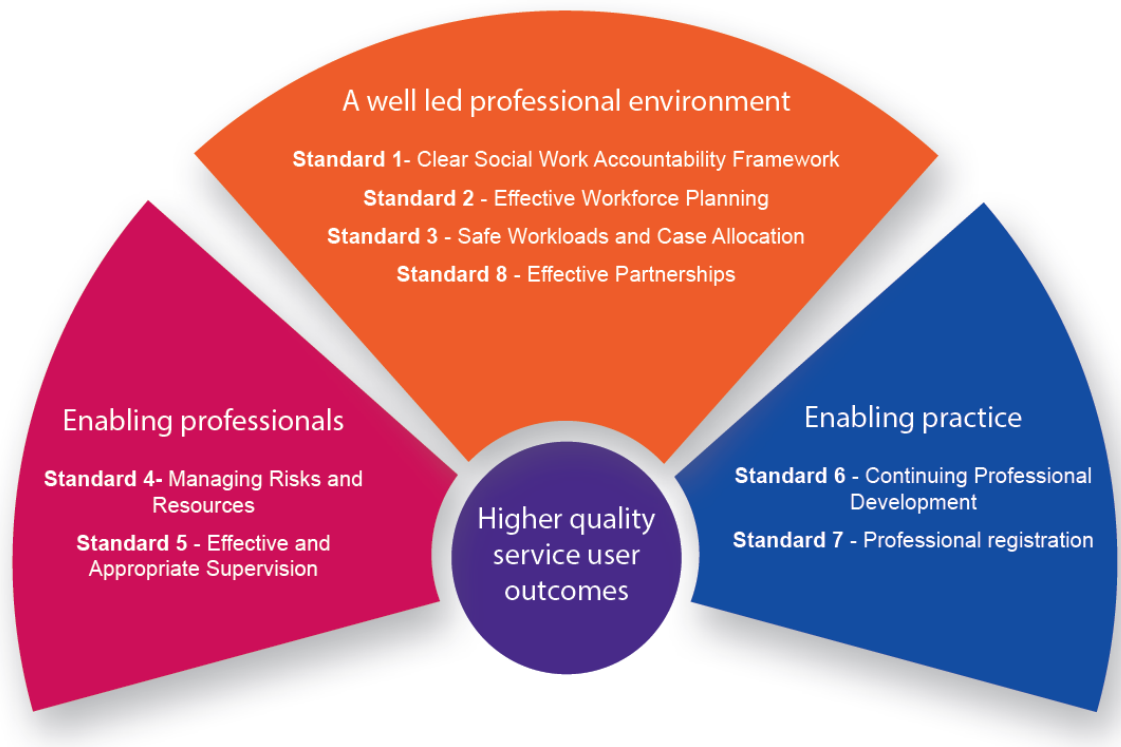 A well led professional environment
Standard 1- Clear Social Work Accountability Framework
Standard 2 - Effective Workforce Planning
Standard 3 - Safe Workloads and Case Allocation
Standard 8 - Effective Partnerships
Enabling professionals
Standard 4- Managing Risks and
Resources
Standard 5 - Effective and
Appropriate Supervision
Higher quality
service user
outcomes
Enabling practice
Standard 6 - Continuing Professional
Development
Standard 7 - Professional registration